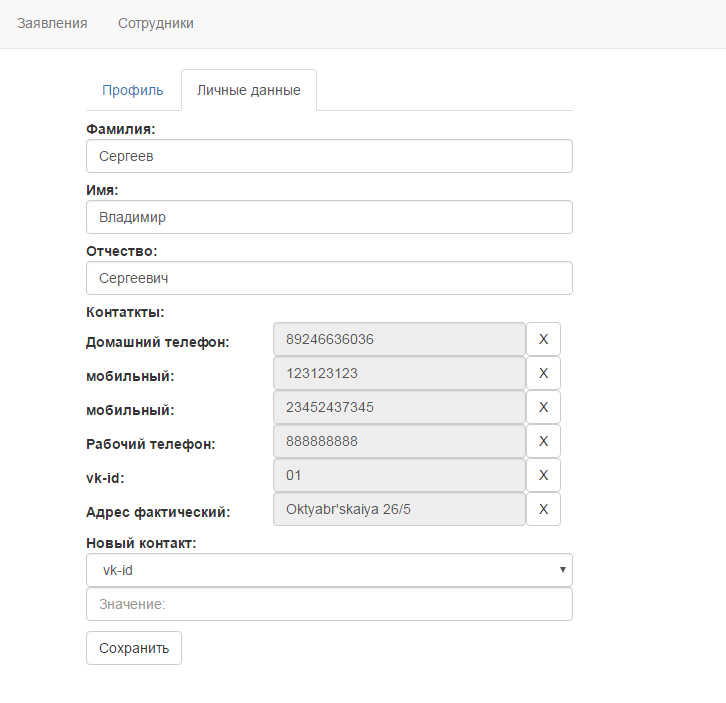 Заявления Сотрудники
Профиль Личные данные
Фамилия:
Сергеев
Имя:
Владимир
Отчество:
Сергеевич
Контаткты:
Домашний телефон: 89246636036 X
мобильный: 123123123 X
мобильный: 23452437345 X
Рабочий телефон: 888888888 X
vk-id: 01 X
Адрес фактический: Oktyabr'skaiya 26/5 X
Новый контакт:
vk-id
Значение:
Сохранить